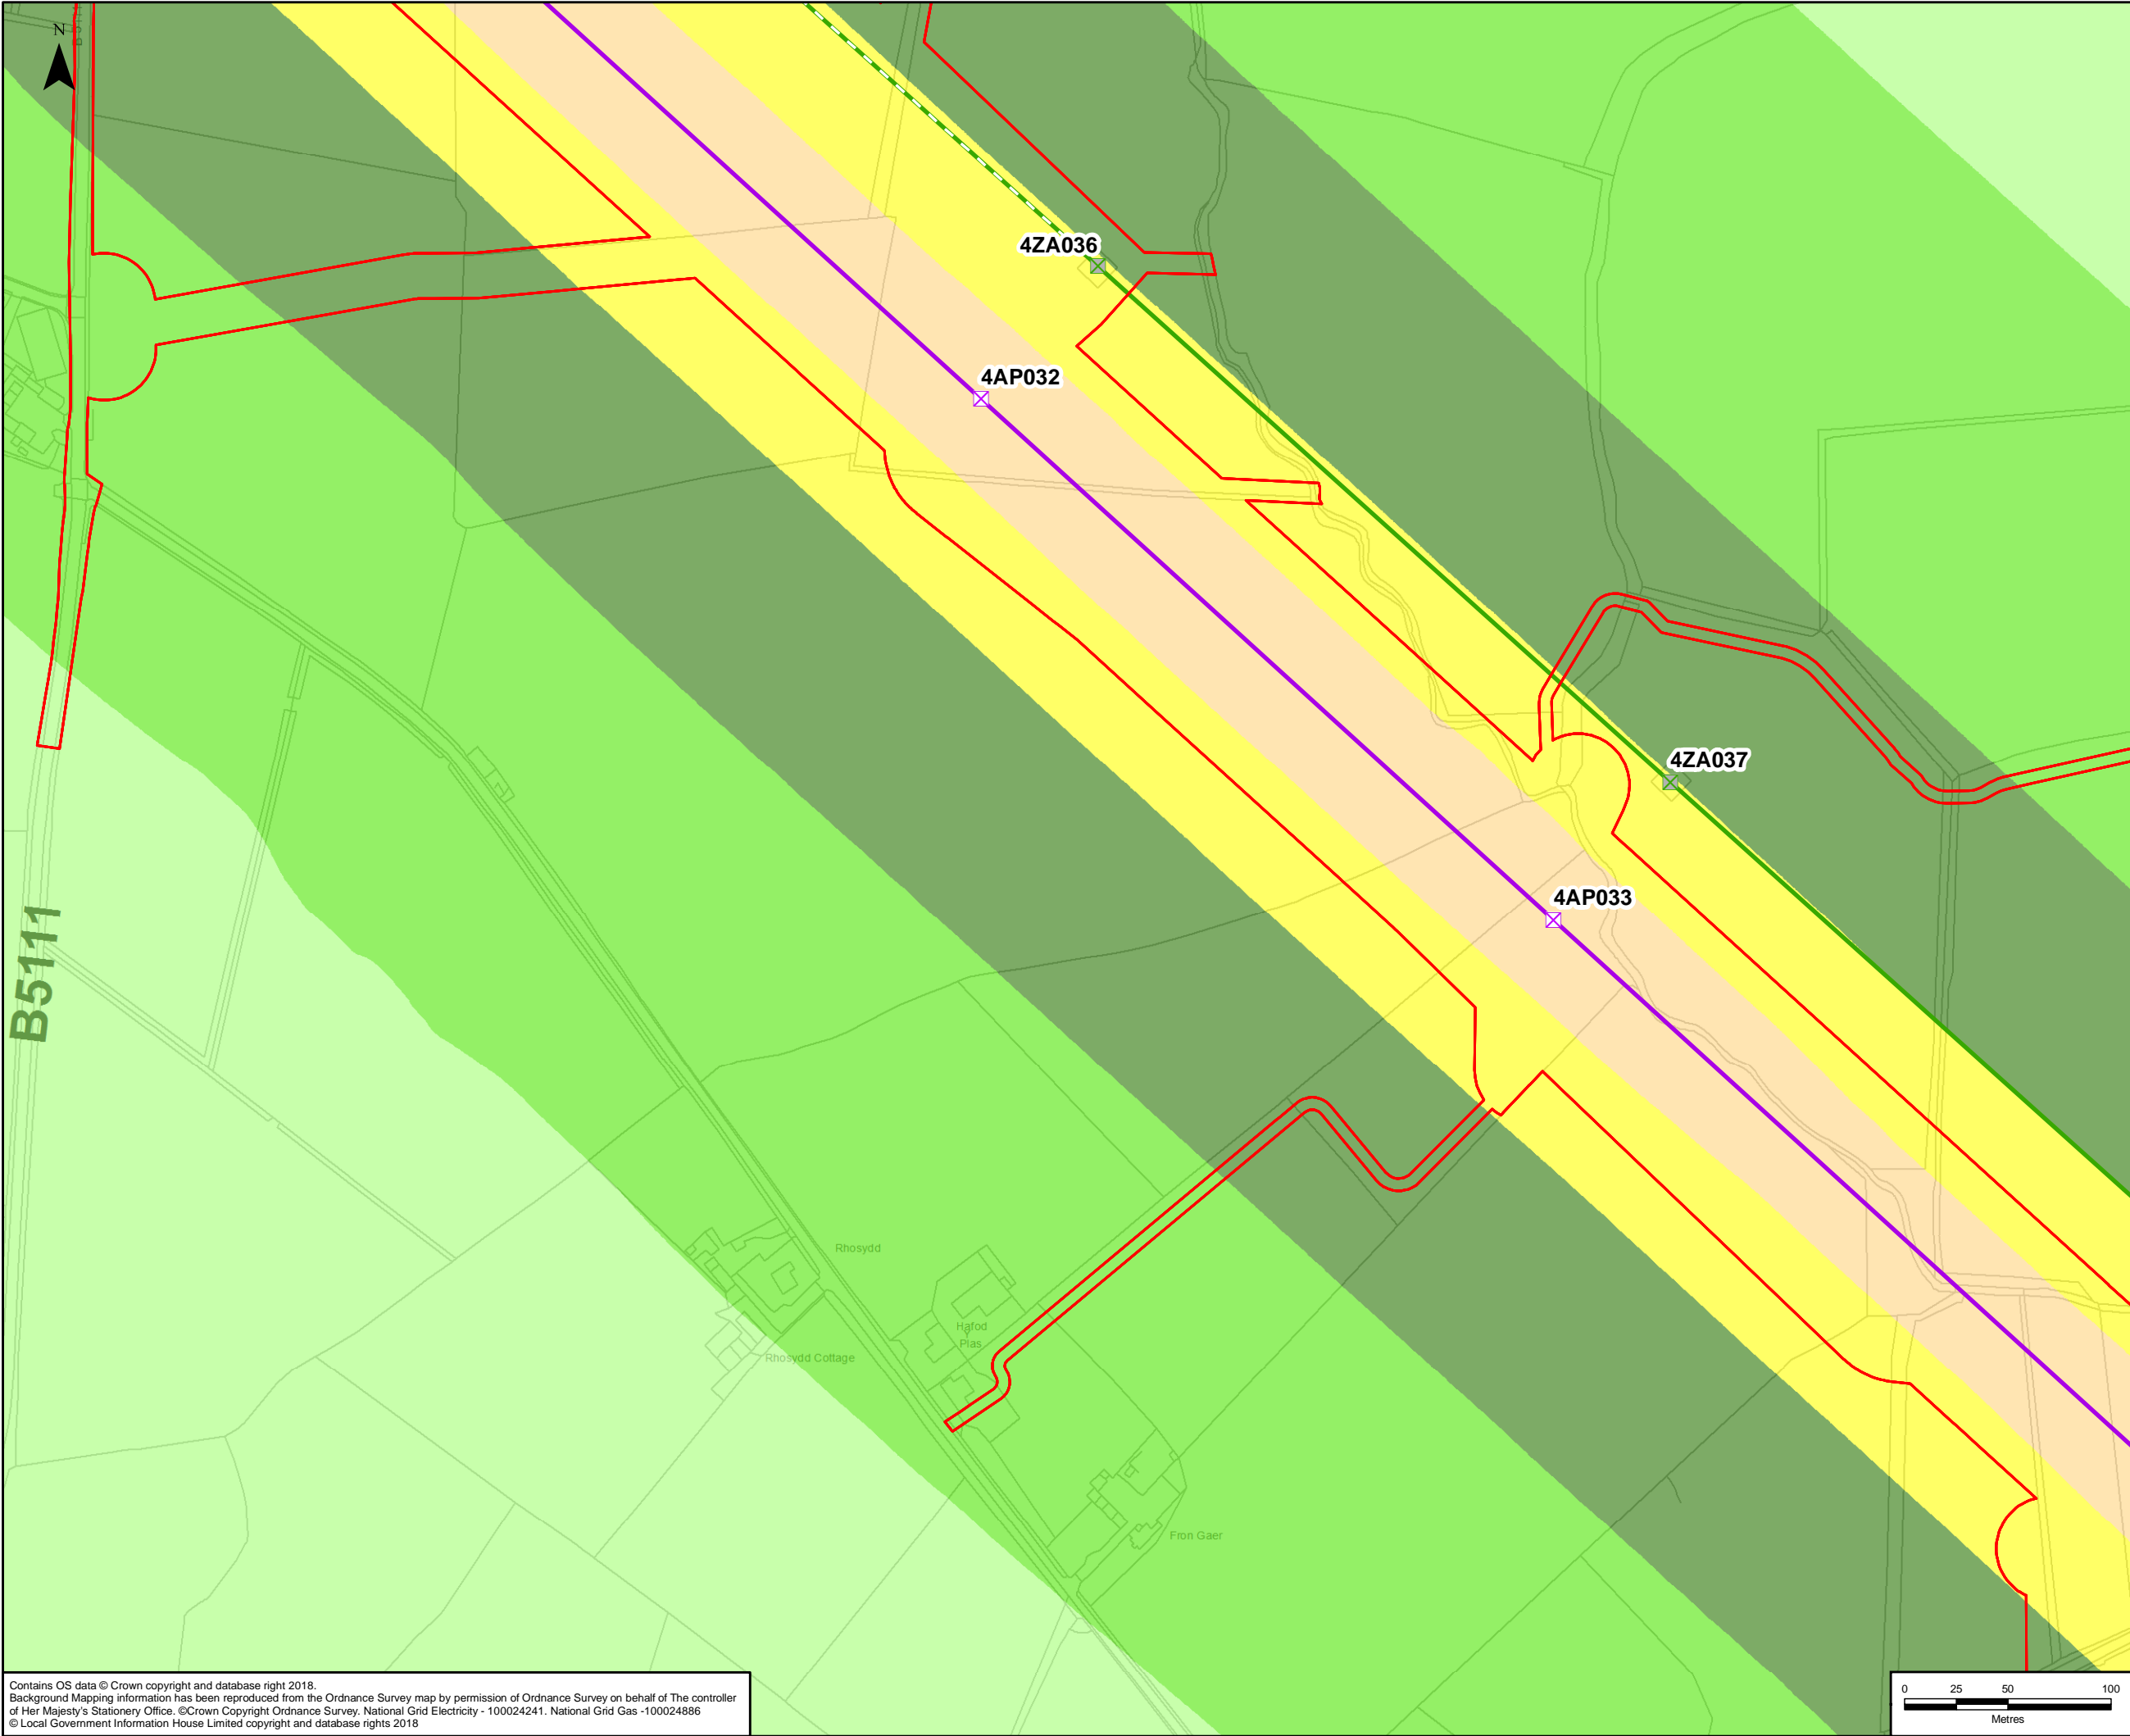 N
4ZA036
4AP032
4ZA037
4AP033
B5111
Rhosydd
Hafod
Y
Plas
Rhosydd Cottage
Fron Gaer
Contains OS data © Crown copyright and database right 2018.
Background Mapping information has been reproduced from the Ordnance Survey map by permission of Ordnance Survey on behalf of The controller
of Her Majesty's Stationery Office. ©Crown Copyright Ordnance Survey. National Grid Electricity - 100024241. National Grid Gas -100024886
© Local Government Information House Limited copyright and database rights 2018
0 25 50 100
Metres